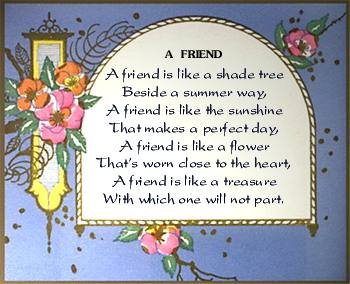 A FRIEND
A friend is like a shade tree
Beside a summer way,
A friend is like the sunshine
That makes a perfect day,
A friend is like a flower
That's worn close to the heart,
A friend is like a treasure
With which one will not part.